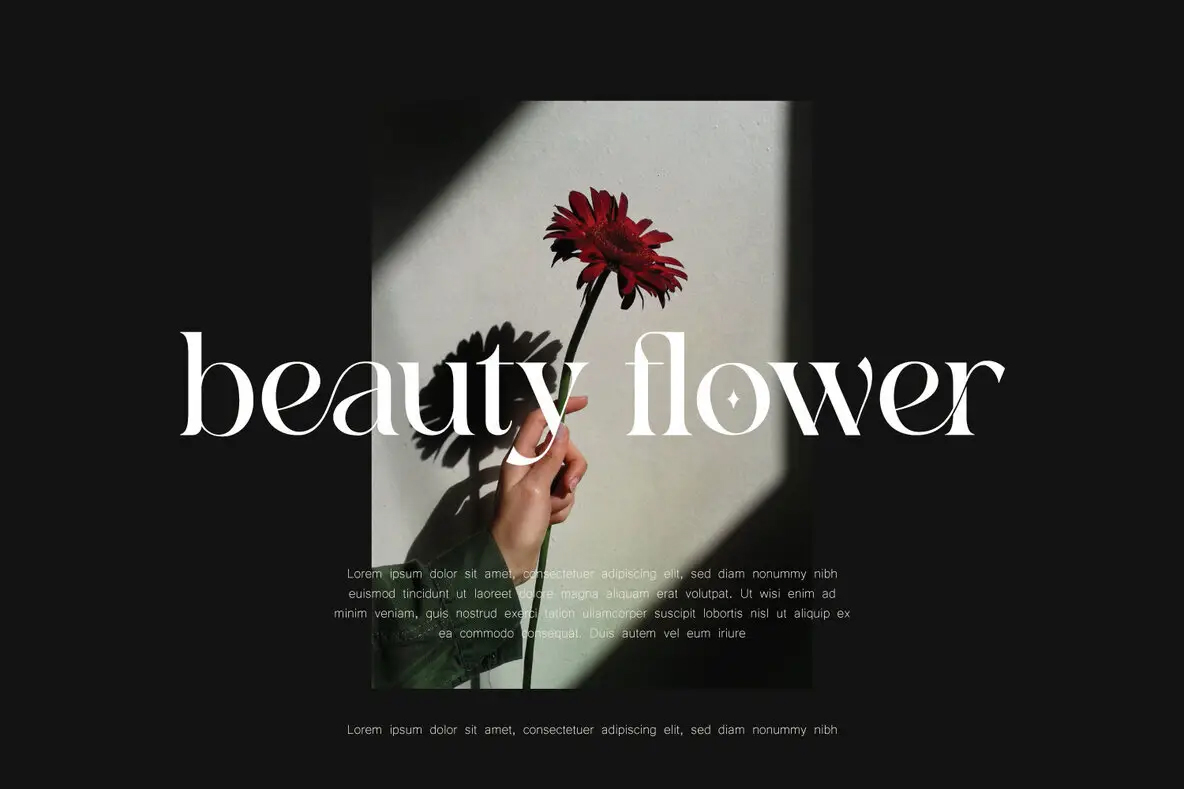 beauty flower
Lorem ipsum dolor sit amet, consectetuer adipiscing elit, sed diam nonummy nibh
euismod tincidunt ut laoreet dolore magna aliquam erat volutpat. Ut wisi enim ad
minim veniam, quis nostrud exerci tation ullamcorper suscipit lobortis nisl ut aliquip ex
ea commodo consequat. Duis autem vel eum iriure
Lorem ipsum dolor sit amet, consectetuer adipiscing elit, sed diam nonummy nibh